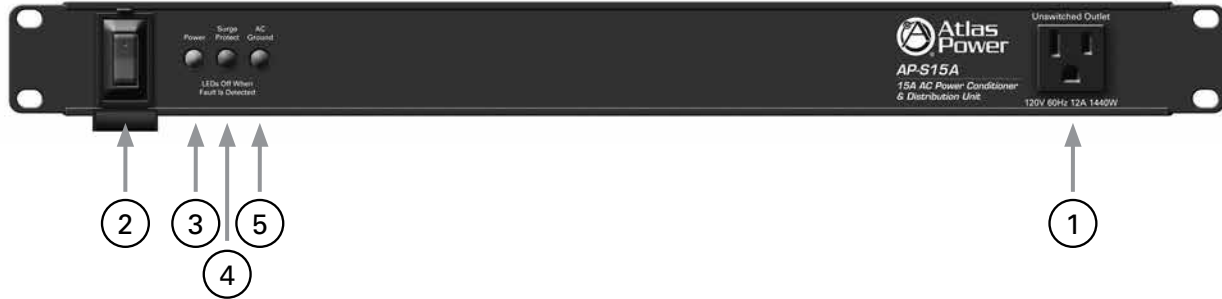 Power
Surge
Protect
AC
Ground
LEDs Off When
Fault Is Detected
Atlas
Power
AP-S15A
15A AC Power Conditioner
& Distribution Unit
Unswitched Outlet
120V 60Hz 12A 1440W
2
3
4
5
1